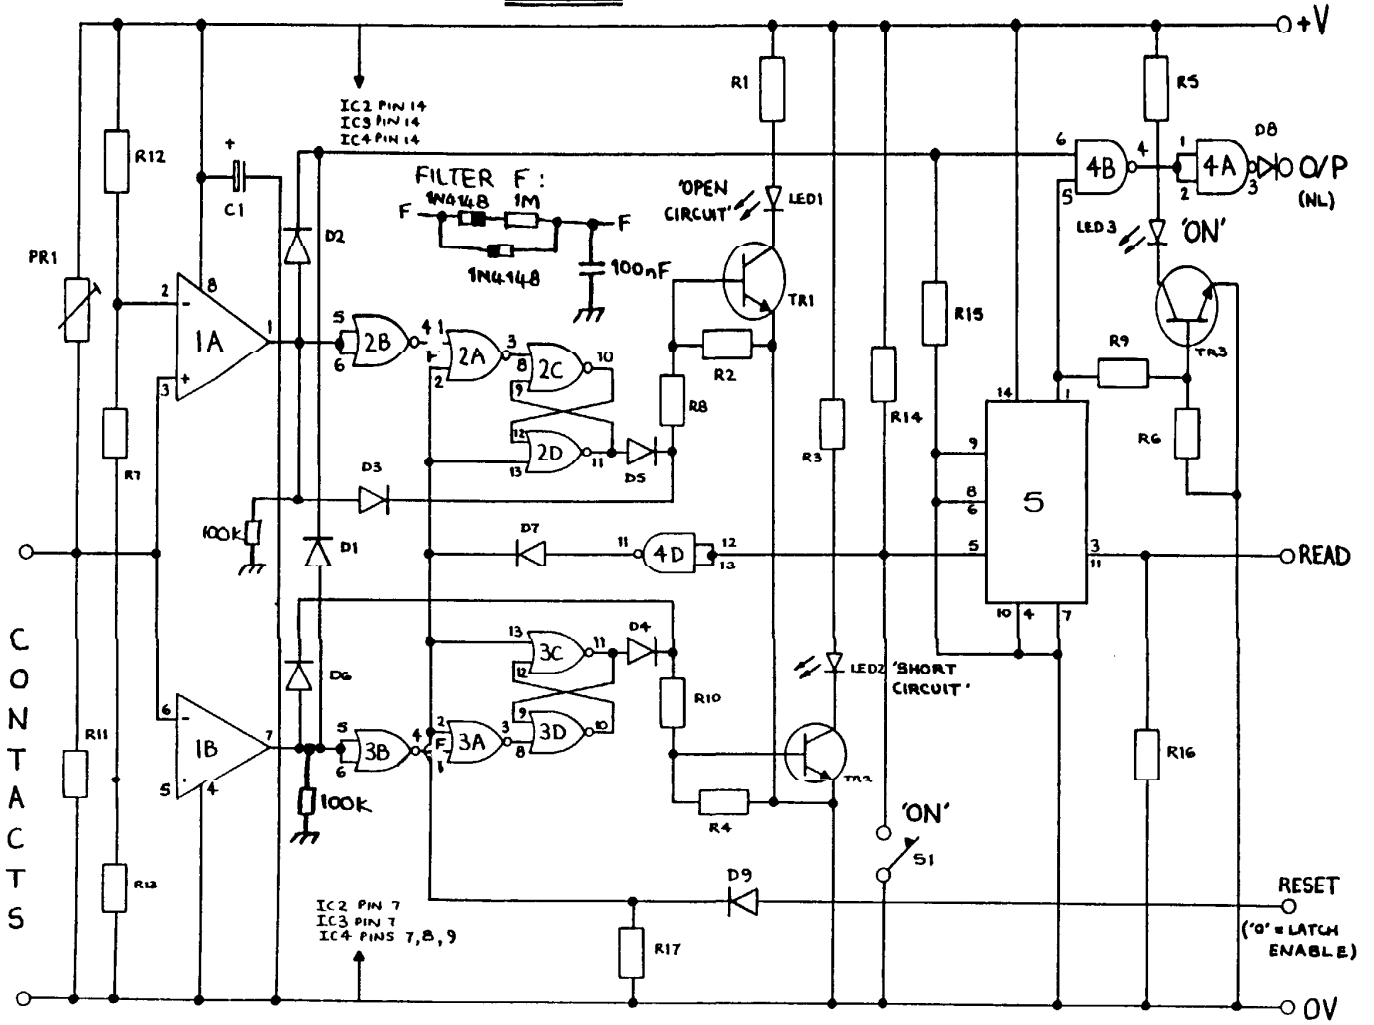 +V
R1
R5
IC2 PIN 14
IC3 PIN 14
IC4 PIN 14
R12
+
C1
FILTER F:
1N4148 1M
F
F
1N4148
100nF
'OPEN
CIRCUIT'
LED1
6
4B
4
5
1
2
4A
3
D8
O/P
(NL)
LED3
'ON'
D2
PR1
2
-
8
1A
1
+
3
5
6
2B
4
1
F
2
2A
3
8
9
2C
10
12
13
2D
11
D5
TR1
R2
R8
R15
TR3
R9
R6
R14
R3
R7
D3
100K
D1
D7
11
4D
12
13
14
1
9
8
6
5
5
3
11
10
4
7
READ
C
O
N
T
A
C
T
S
D6
13
12
3C
11
D4
9
8
3D
10
R10
LED2
'SHORT
CIRCUIT'
6
-
1B
7
5
4
5
6
3B
4
2
F
1
3A
3
R11
100K
R4
TR2
R16
'ON'
S1
R13
IC2 PIN 7
IC3 PIN 7
IC4 PINS 7,8,9
D9
R17
RESET
('0' = LATCH
ENABLE)
0V